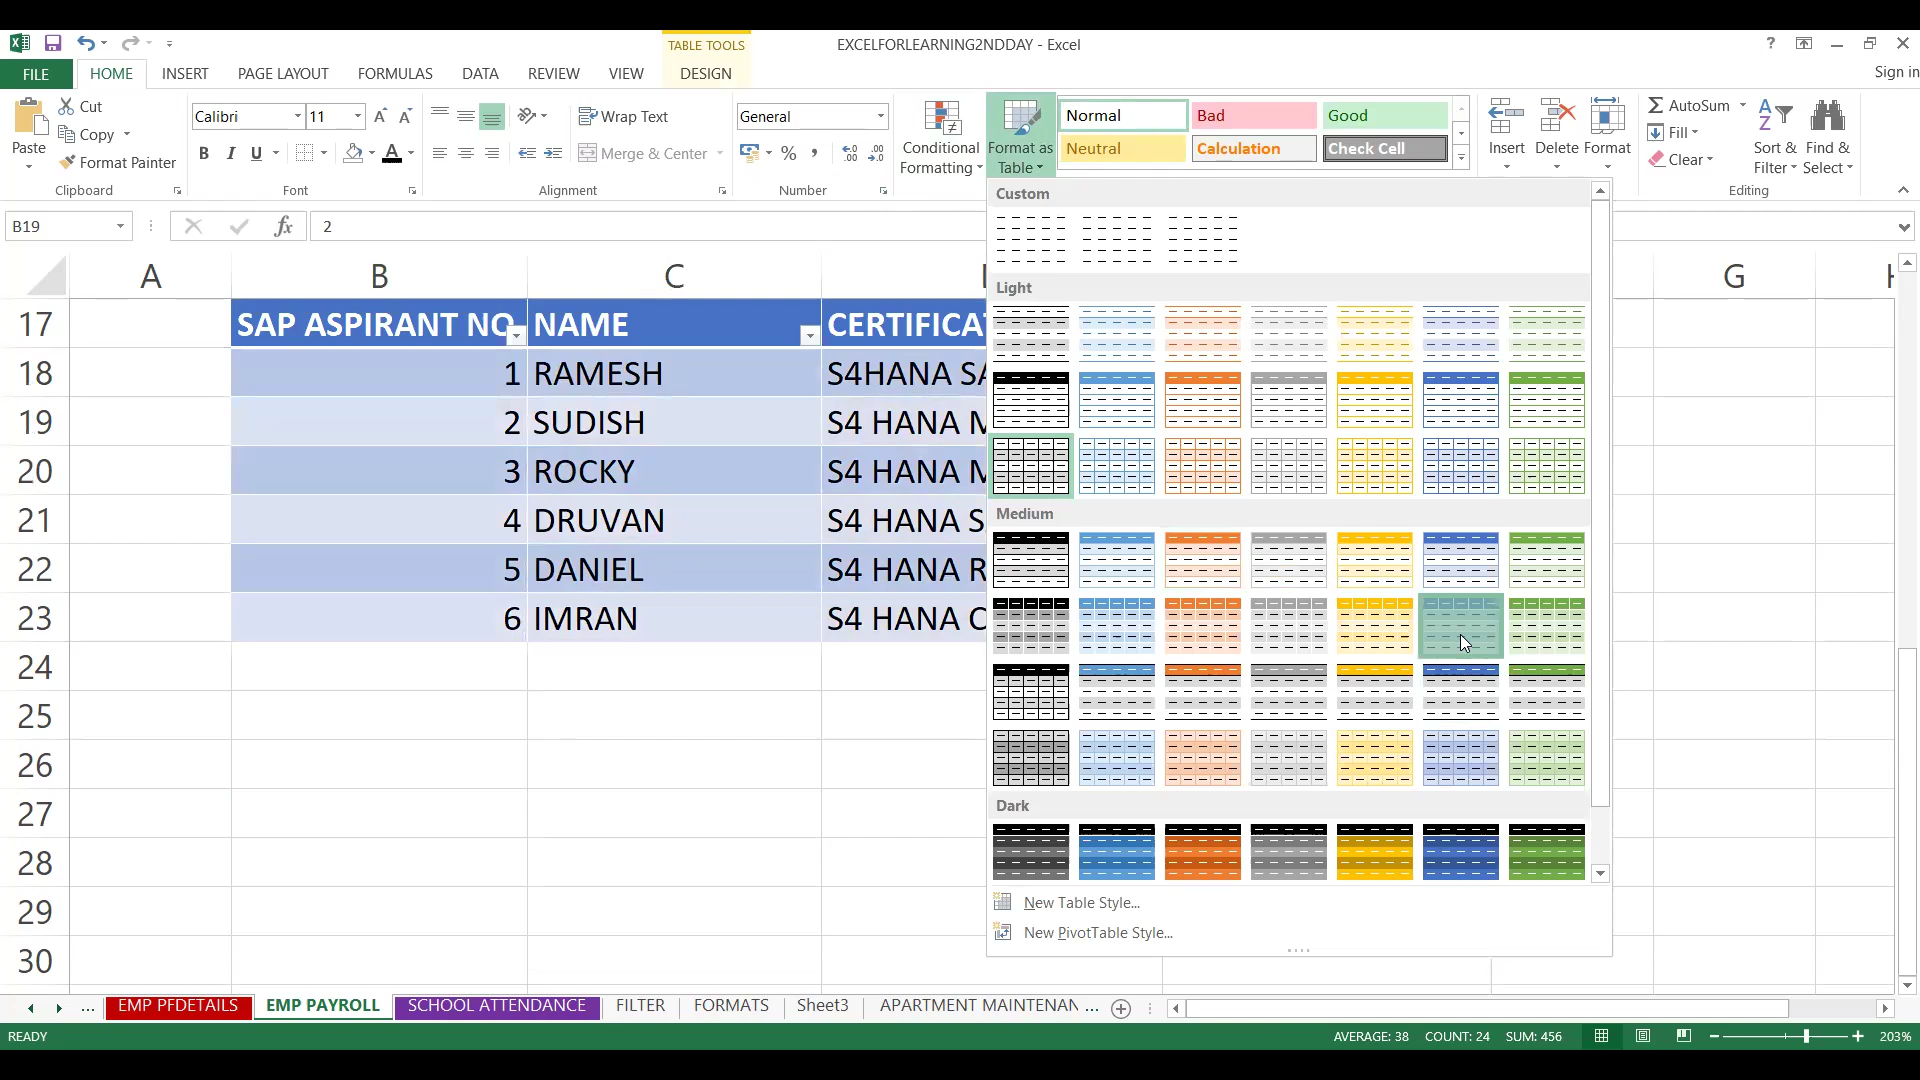 TABLE TOOLS
EXCELFORLEARNING2NDDAY - Excel
?
FILE HOME INSERT PAGE LAYOUT FORMULAS DATA REVIEW VIEW DESIGN
Sign in
Paste
Cut
Copy
Format Painter
Clipboard
Calibri 11
B I U
Font
Wrap Text
Merge & Center
Alignment
General
%
Number
Conditional
Formatting
Format as
Table
Normal Bad Good
Neutral Calculation Check Cell
Insert Delete Format
AutoSum
Fill
Clear
Sort &
Filter
Find &
Select
Editing
B19
fx
2
A B C G
17 SAP ASPIRANT NO NAME
18 1 RAMESH S4HANA
19 2 SUDISH S4 HANA
20 3 ROCKY S4 HANA
21 4 DRUVAN S4 HANA
22 5 DANIEL S4 HANA
23 6 IMRAN S4 HANA
24
25
26
27
28
29
30
Custom
Light
Medium
Dark
New Table Style...
New PivotTable Style...
... EMP PFDETAILS EMP PAYROLL SCHOOL ATTENDANCE FILTER FORMATS Sheet3 APARTMENT MAINTENAN ...
READY
AVERAGE: 38 COUNT: 24 SUM: 456
203%